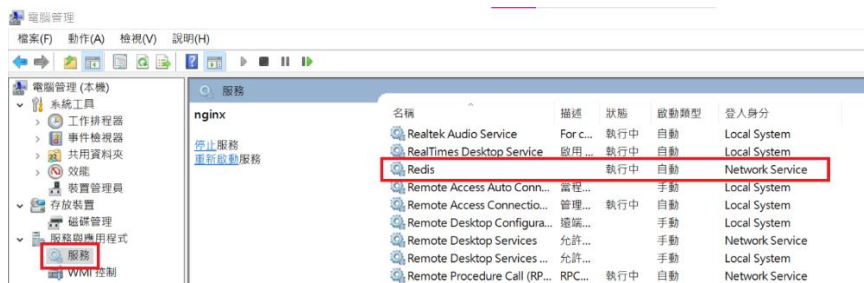 電腦管理
檔案(F) 動作(A) 檢視(V) 說明(H)
電腦管理 (本機)
系統工具
工作排程器
事件檢視器
共用資料夾
效能
裝置管理員
存放裝置
磁碟管理
服務與應用程式
服務
WMI 控制
服務
nginx
停止服務
重新啟動服務
名稱 描述 狀態 啟動類型 登入身分
Realtek Audio Service For c... 執行中 自動 Local System
RealTimes Desktop Service 啟用 ... 執行中 自動 Local System
Redis 執行中 自動 Network Service
Remote Access Auto Conn... 當程... 手動 Local System
Remote Access Connectio... 管理... 執行中 自動 Local System
Remote Desktop Configura... 遠端... 手動 Local System
Remote Desktop Services 允許... 手動 Network Service
Remote Desktop Services ... 允許... 手動 Local System
Remote Procedure Call (RP... RPC... 執行中 自動 Network Service